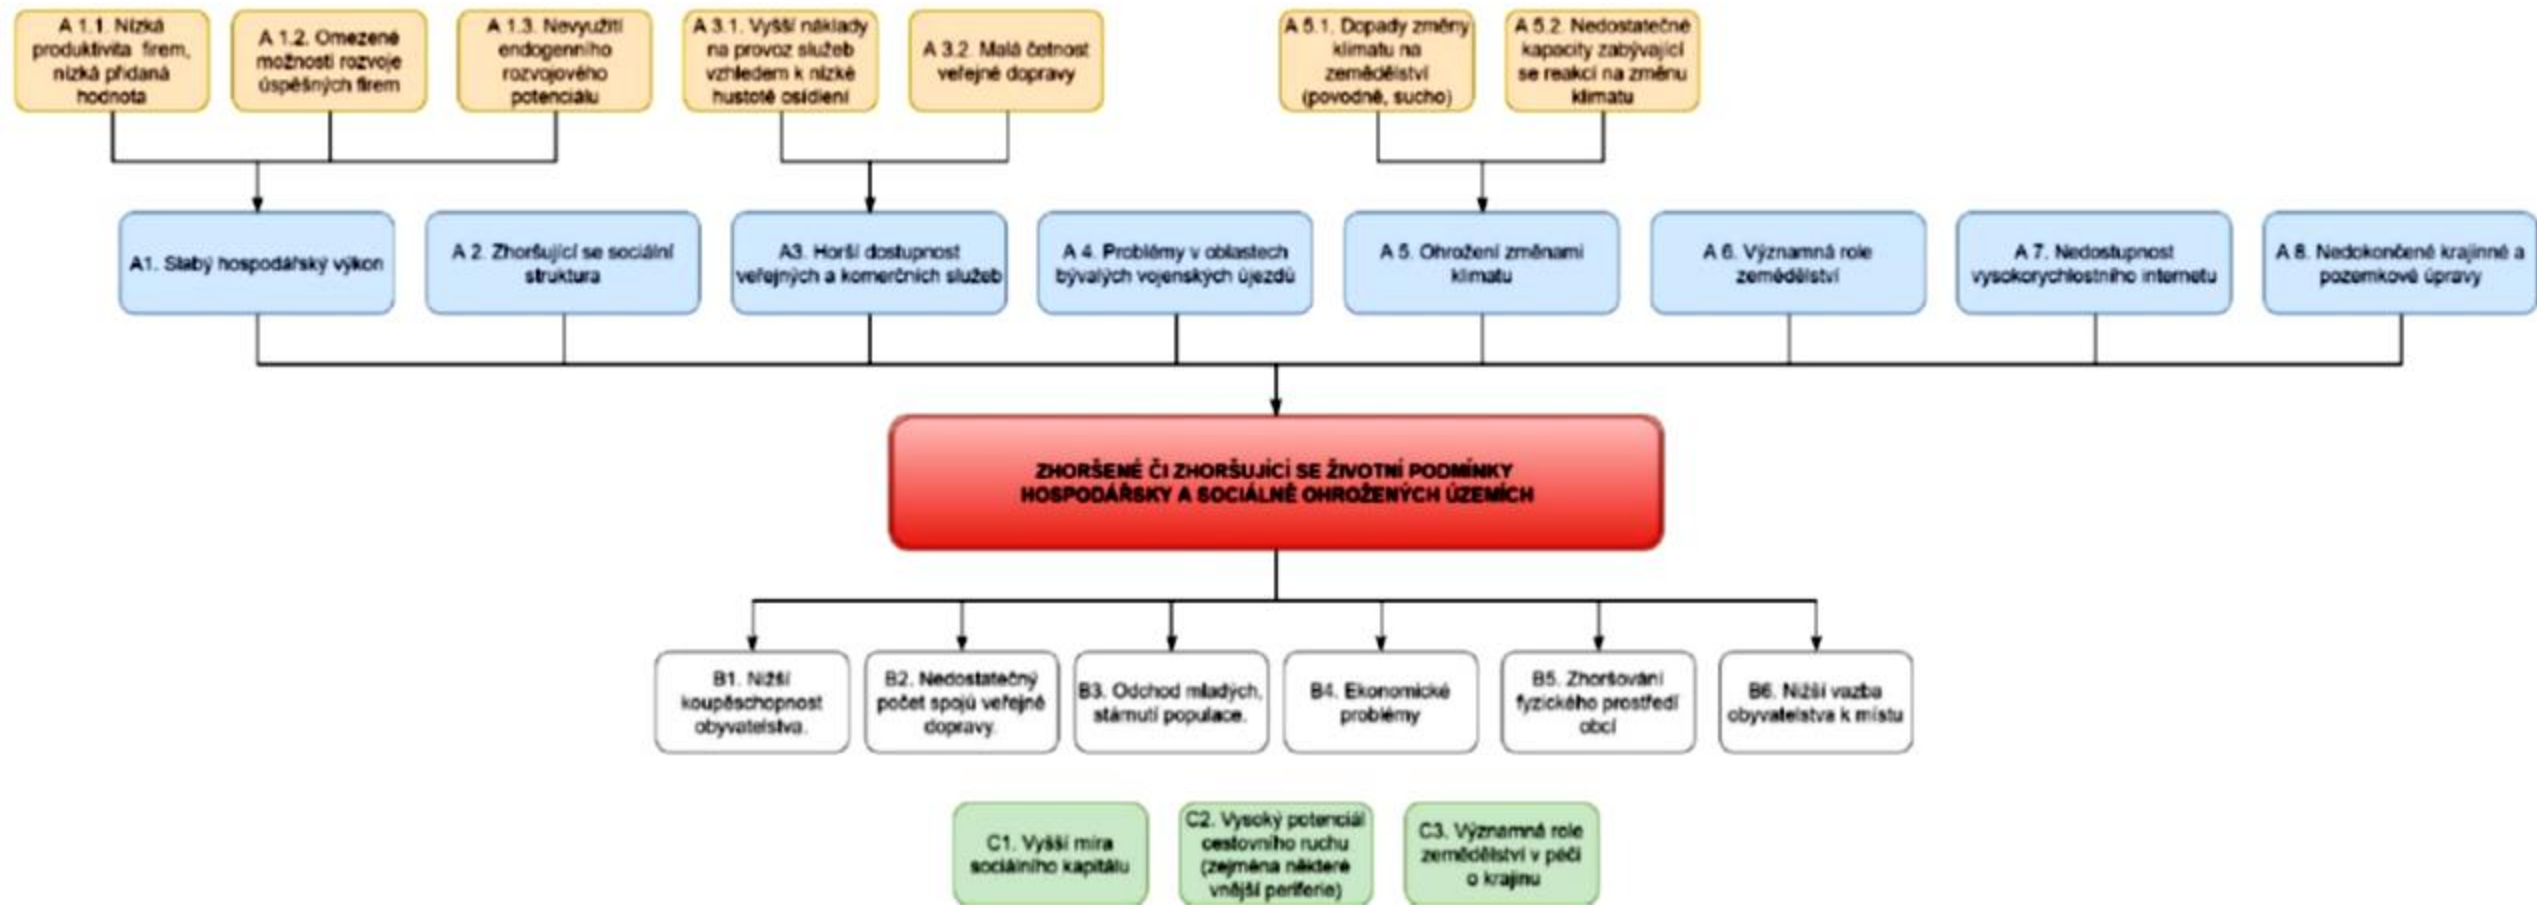 A 1.1. Nízká
produktivita firem,
nízká přidaná
hodnota
A 1.2. Omezené
možnosti rozvoje
úspěšných firem
A 1.3. Nevyužití
endogenního
rozvojového
potenciálu
A 3.1. Vyšší náklady
na provoz služeb
vzhledem k nízké
hustotě osídlení
A 3.2. Malá četnost
veřejné dopravy
A 5.1. Dopady změny
klimatu na
zemědělství
(povodně, sucho)
A 5.2. Nedostatečné
kapacity zabývající
se reakcí na změnu
klimatu
A1. Slabý hospodářský výkon
A 2. Zhoršující se sociální
struktura
A3. Horší dostupnost
veřejných a komerčních služeb
A 4. Problémy v oblastech
bývalých vojenských újezdů
A 5. Ohrožení změnami
klimatu
A 6. Významná role
zemědělství
A 7. Nedostupnost
vysokorychlostního internetu
A 8. Nedokončené krajinné a
pozemkové úpravy
ZHORŠENÉ ČI ZHORŠUJÍCÍ SE ŽIVOTNÍ PODMÍNKY
HOSPODÁŘSKY A SOCIÁLNĚ OHROŽENÝCH ÚZEMÍCH
B1. Nižší
koupěschopnost
obyvatelstva.
B2. Nedostatečný
počet spojů veřejné
dopravy.
B3. Odchod mladých,
stárnutí populace.
B4. Ekonomické
problémy
B5. Zhoršování
fyzického prostředí
obcí
B6. Nižší vazba
obyvatelstva k místu
C1. Vyšší míra
sociálního kapitálu
C2. Vysoký potenciál
cestovního ruchu
(zejména některé
vnější periferie)
C3. Významná role
zemědělství v péči
o krajinu